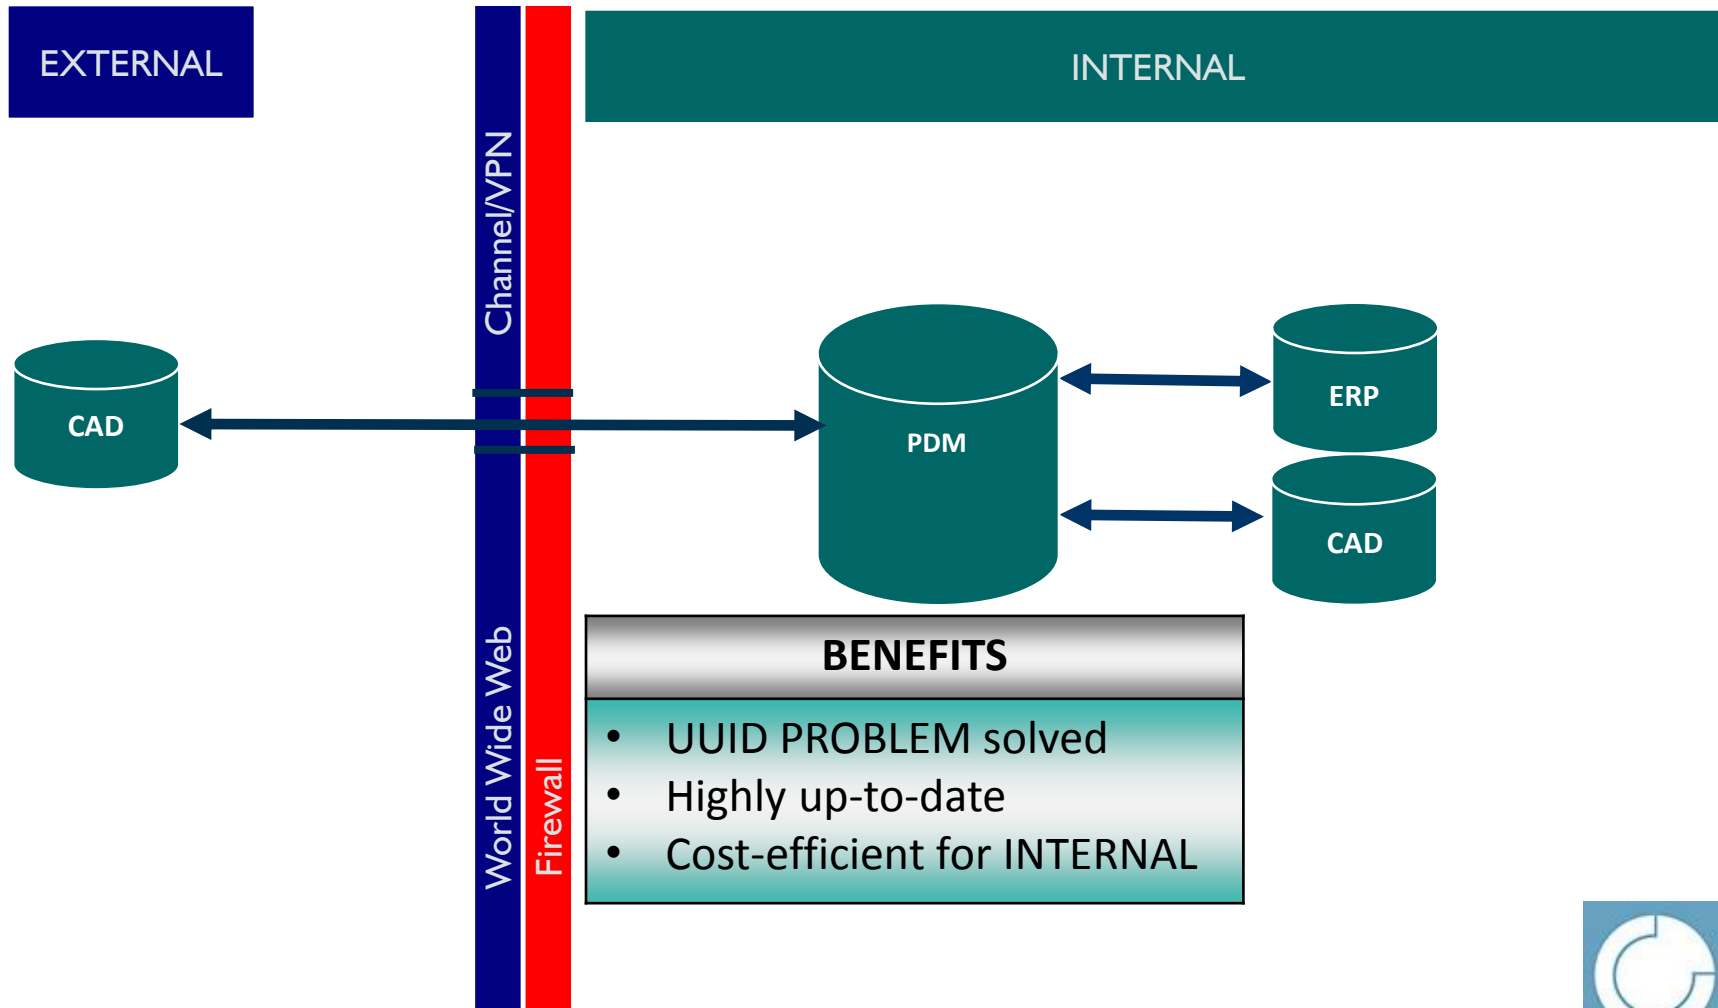 EXTERNAL
INTERNAL
Channel/VPN
World Wide Web
Firewall
CAD
PDM
ERP
CAD
BENEFITS
• UUID PROBLEM solved
• Highly up-to-date
• Cost-efficient for INTERNAL